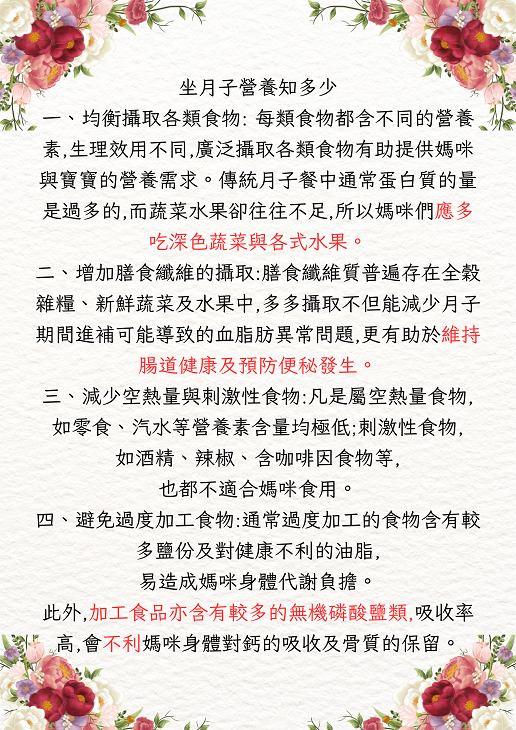 坐月子營養知多少
一、均衡攝取各類食物: 每類食物都含不同的營養
素,生理效用不同,廣泛攝取各類食物有助提供媽咪
與寶寶的營養需求。傳統月子餐中通常蛋白質的量
是過多的,而蔬菜水果卻往往不足,所以媽咪們應多
吃深色蔬菜與各式水果。
二、增加膳食纖維的攝取:膳食纖維質普遍存在全穀
雜糧、新鮮蔬菜及水果中,多多攝取不但能減少月子
期間進補可能導致的血脂肪異常問題,更有助於維持
腸道健康及預防便秘發生。
三、減少空熱量與刺激性食物:凡是屬空熱量食物,
如零食、汽水等營養素含量均極低;刺激性食物,
如酒精、辣椒、含咖啡因食物等,
也都不適合媽咪食用。
四、避免過度加工食物:通常過度加工的食物含有較
多鹽份及對健康不利的油脂,
易造成媽咪身體代謝負擔。
此外,加工食品亦含有較多的無機磷酸鹽類,吸收率
高,會不利媽咪身體對鈣的吸收及骨質的保留。